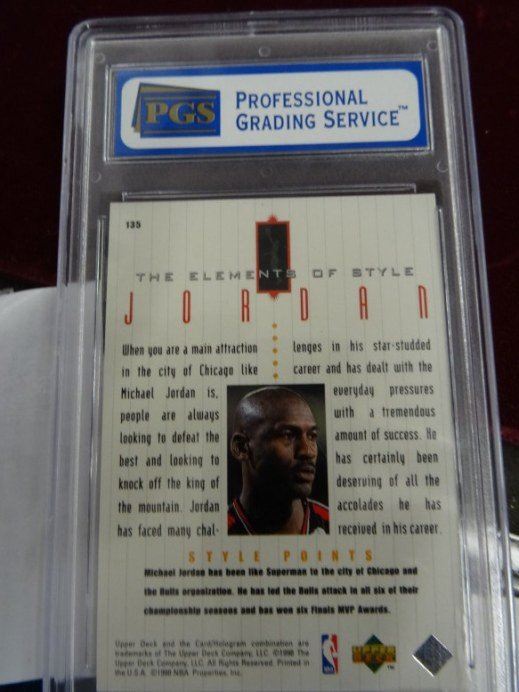 PGS
PROFESSIONAL
GRADING SERVICE™
135
THE ELEMENTS OF STYLE
JORDAN
When you are a main attraction
in the city of Chicago like
Michael Jordan is,
people are always
looking to defeat the
best and looking to
knock off the king of
the mountain. Jordan
has faced many chal-
lenges in his star-studded
career and has dealt with the
everyday pressures
with a tremendous
amount of success. He
has certainly been
deserving of all the
accolades he has
received in his career.
STYLE POINTS
Michael Jordan has been like Superman to the city of Chicago and
the Bulls organization. He has led the Bulls attack in all six of their
championship seasons and has won six Finals MVP Awards.
Upper Deck and the Card/Hologram combination are
trademarks of The Upper Deck Company, LLC. ©1998 The
Upper Deck Company, LLC. All Rights Reserved. Printed in
the U.S.A. ©1998 NBA Properties, Inc.
NBA
UPPER DECK